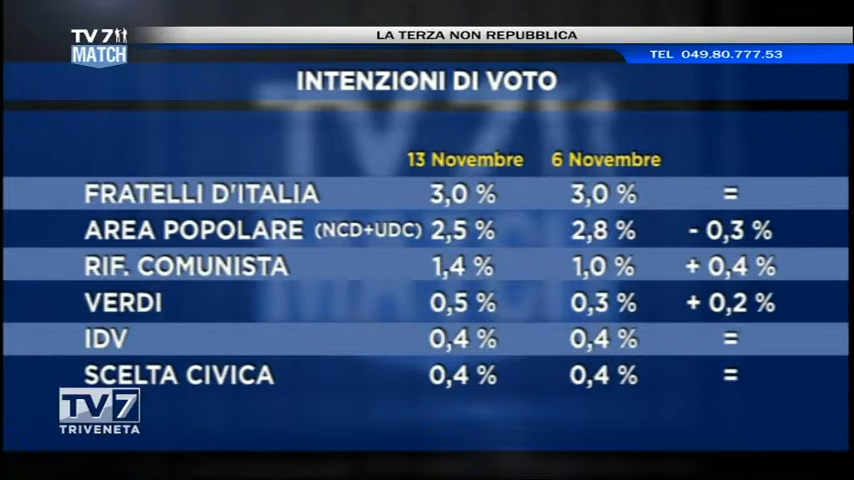 TV7
MATCH
LA TERZA NON REPUBBLICA
TEL 049.80.777.53
INTENZIONI DI VOTO
13 Novembre 6 Novembre
FRATELLI D'ITALIA 3,0 % 3,0 % =
AREA POPOLARE (NCD+UDC) 2,5 % 2,8 % - 0,3 %
RIF. COMUNISTA 1,4 % 1,0 % + 0,4 %
VERDI 0,5 % 0,3 % + 0,2 %
IDV 0,4 % 0,4 % =
SCELTA CIVICA 0,4 % 0,4 % =
TV7
TRIVENETA